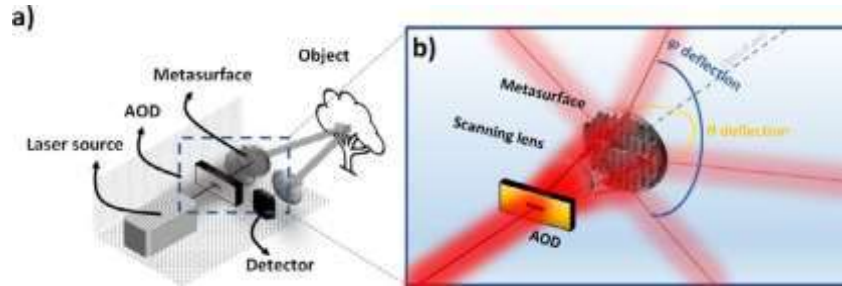 a)
Metasurface
Object
AOD
Laser source
Detector
b)
φ deflection
Metasurface
θ deflection
Scanning lens
AOD